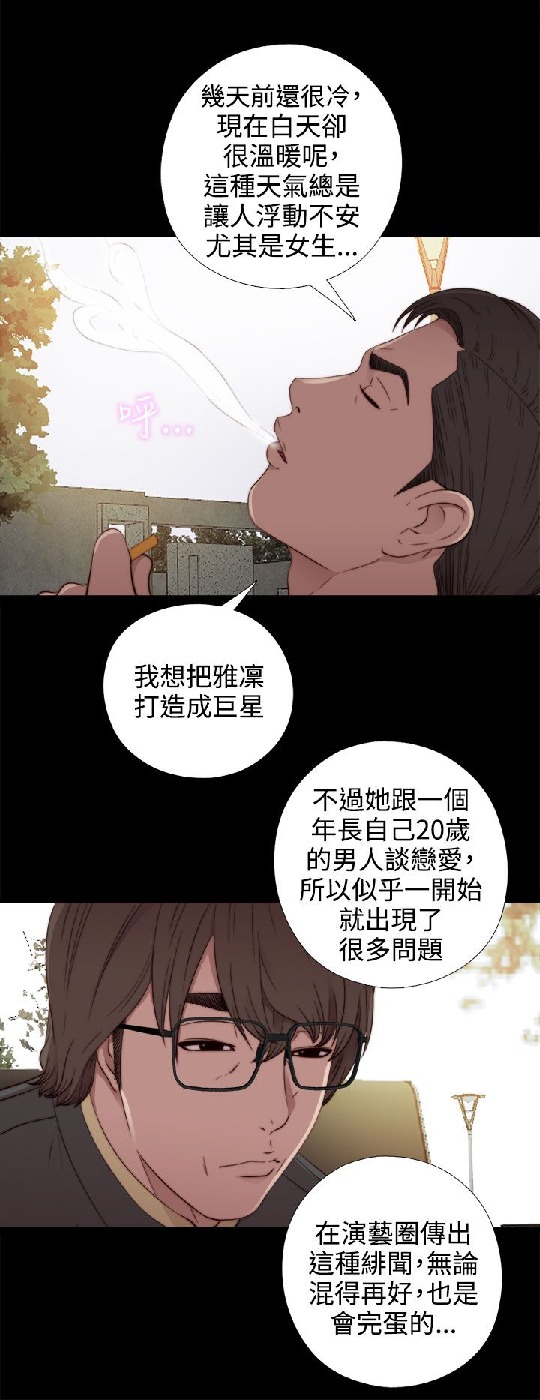 幾天前還很冷，
現在白天卻
很溫暖呢，
這種天氣總是
讓人浮動不安
尤其是女生...
呼...
我想把雅凜
打造成巨星
不過她跟一個
年長自己20歲
的男人談戀愛，
所以似乎一開始
就出現了
很多問題
在演藝圈傳出
這種緋聞，無論
混得再好，也是
會完蛋的...